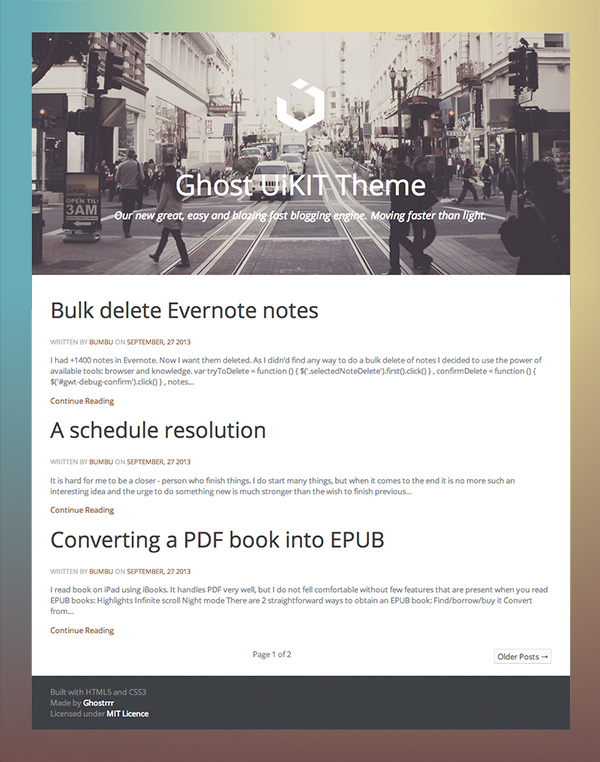 OPEN TIL'
3AM
Ghost UiKIT Theme
Our new great, easy and blazing fast blogging engine. Moving faster than light.
Bulk delete Evernote notes
WRITTEN BY BUMBU ON SEPTEMBER, 27 2013
I had +1400 notes in Evernote. Now I want them deleted. As I didn'd find any way to do a bulk delete of notes I decided to use the power of
available tools: browser and knowledge. var tryToDelete = function () { $('.selectedNoteDelete').first().click() } , confirmDelete = function () {
$('#gwt-debug-confirm').click() } , notes...
Continue Reading
A schedule resolution
WRITTEN BY BUMBU ON SEPTEMBER, 27 2013
It is hard for me to be a closer - person who finish things. I do start many things, but when it comes to the end it is no more such an
interesting idea and the urge to do something new is much stronger than the wish to finish previous...
Continue Reading
Converting a PDF book into EPUB
WRITTEN BY BUMBU ON SEPTEMBER, 27 2013
I read book on iPad using iBooks. It handles PDF very well, but I do not fell comfortable without few features that are present when you read
EPUB books: Highlights Infinite scroll Night mode There are 2 straightforward ways to obtain an EPUB book: Find/borrow/buy it Convert
from...
Continue Reading
Page 1 of 2
Older Posts →
Built with HTML5 and CSS3
Made by Ghostrrr
Licensed under MIT Licence